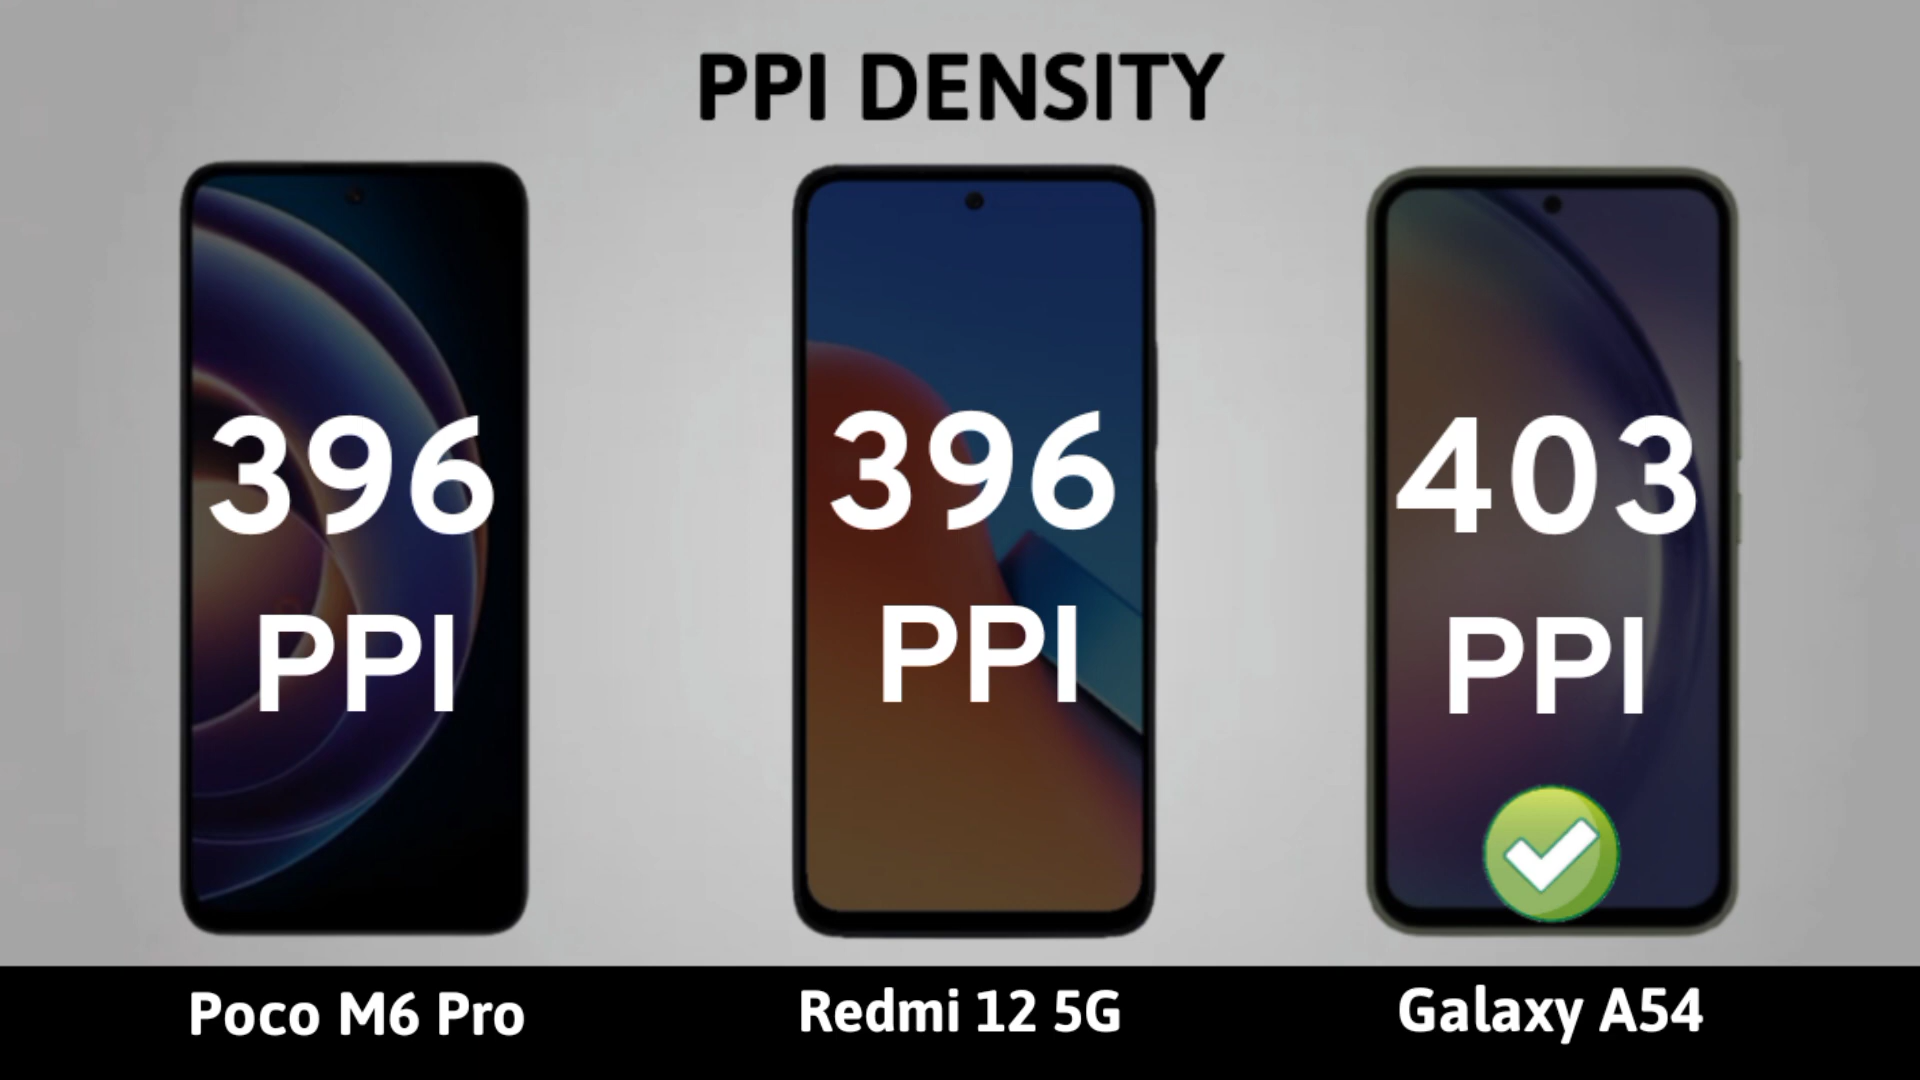 PPI DENSITY
396
PPI
396
PPI
403
PPI
Poco M6 Pro
Redmi 12 5G
Galaxy A54